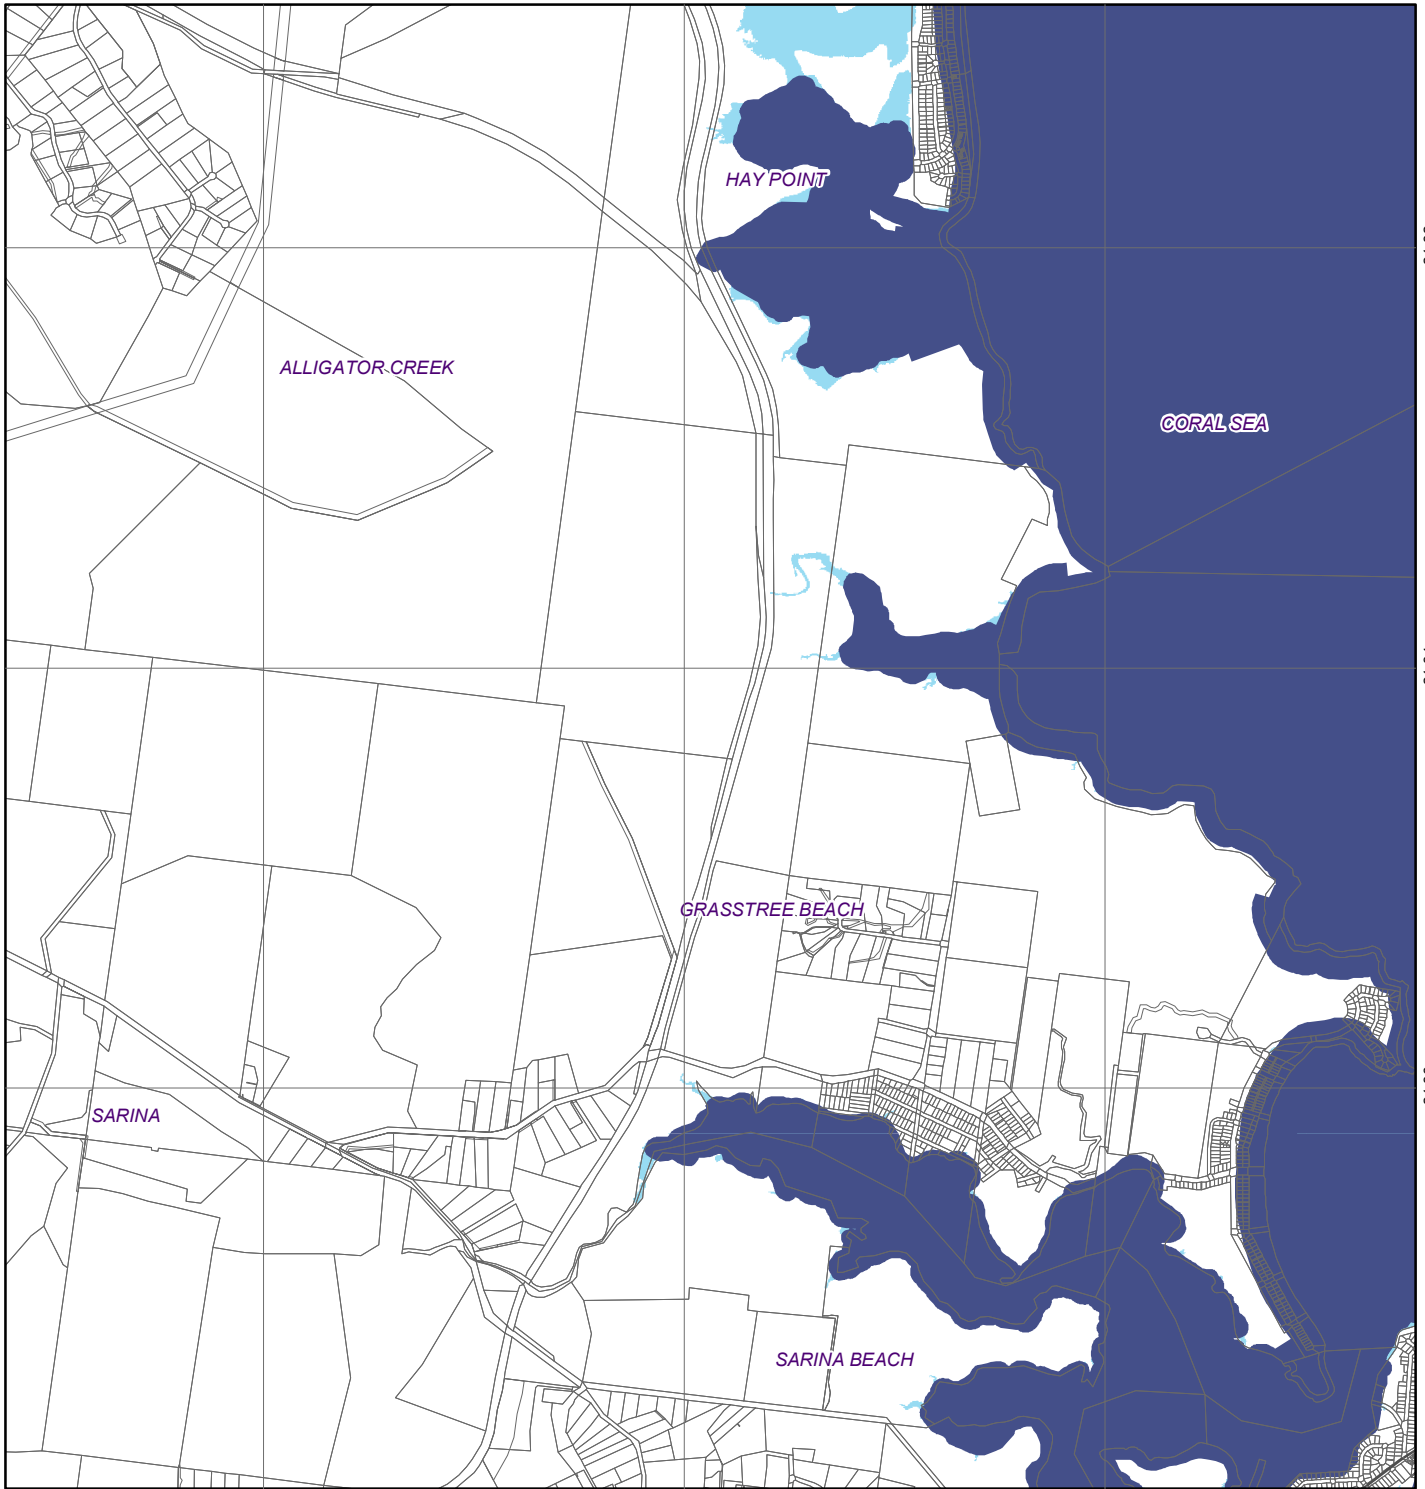 HAY POINT
ALLIGATOR CREEK
CORAL SEA
GRASSTREE BEACH
SARINA
SARINA BEACH